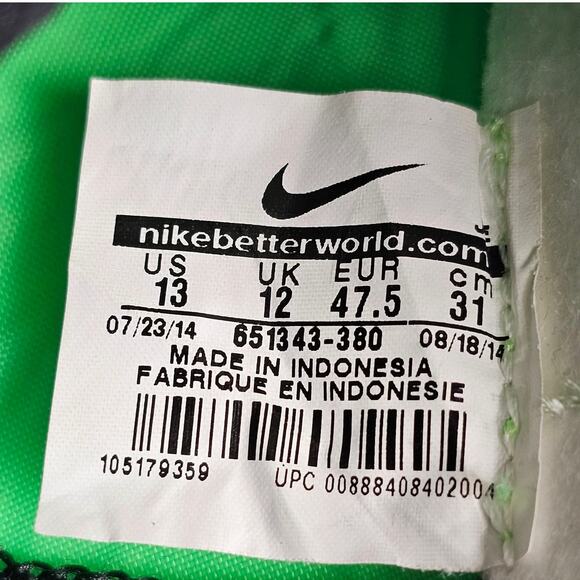 nikebetterworld.com
US UK EUR cm
13 12 47.5 31
07/23/14 651343-380 08/18/14
MADE IN INDONESIA
FABRIQUE EN INDONESIE
105179359 UPC 00888408402004